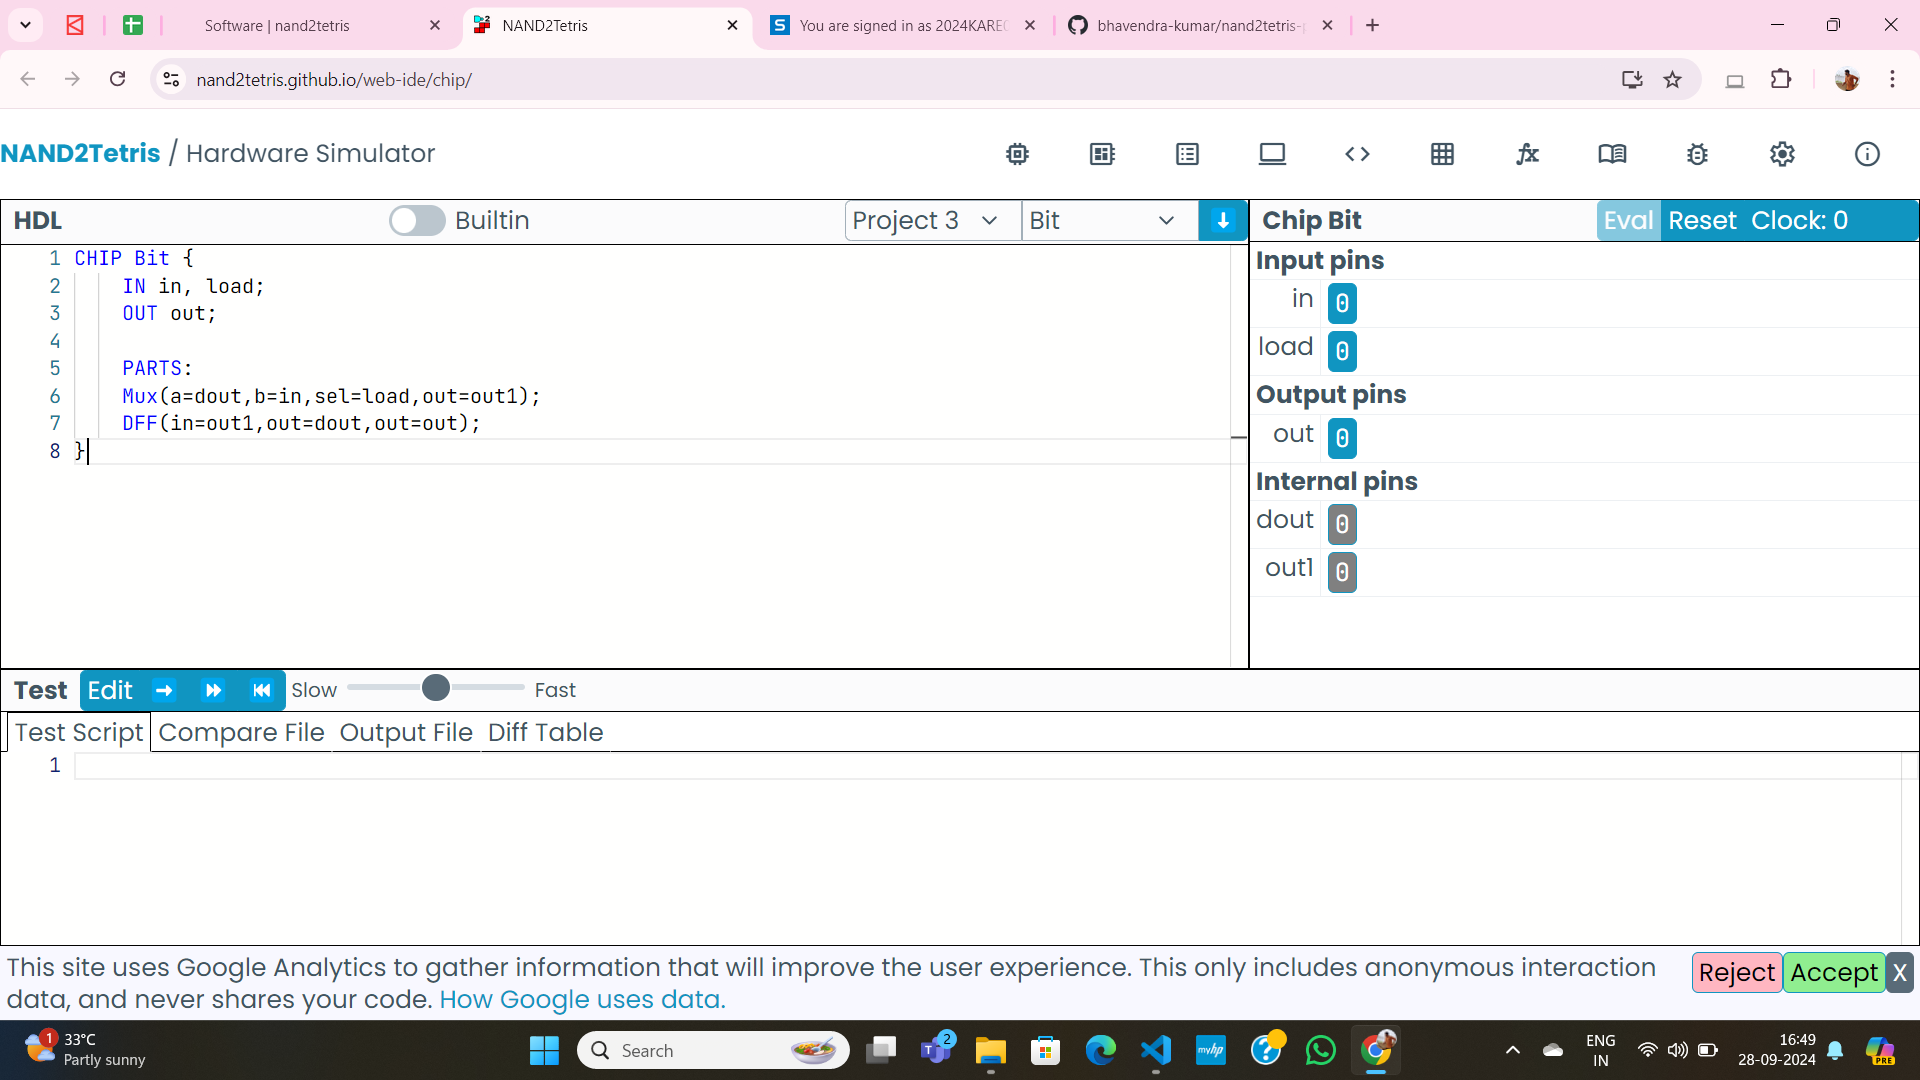 Software | nand2tetris
NAND2Tetris
You are signed in as 2024KARE
bhavendra-kumar/nand2tetris-
nand2tetris.github.io/web-ide/chip/
NAND2Tetris / Hardware Simulator
HDL
Builtin
Project 3
Bit
Chip Bit
Eval
Reset
Clock: 0
1 CHIP Bit {
2 IN in, load;
3 OUT out;
4
5 PARTS:
6 Mux(a=dout,b=in,sel=load,out=out1);
7 DFF(in=out1,out=dout,out=out);
8 }
Input pins
in 0
load 0
Output pins
out 0
Internal pins
dout 0
out1 0
Test Edit Slow Fast
Test Script Compare File Output File Diff Table
1
This site uses Google Analytics to gather information that will improve the user experience. This only includes anonymous interaction
data, and never shares your code. How Google uses data.
Reject Accept X
1
33°C
Partly sunny
Search
2
myhp
ENG
IN
16:49
28-09-2024
PRE